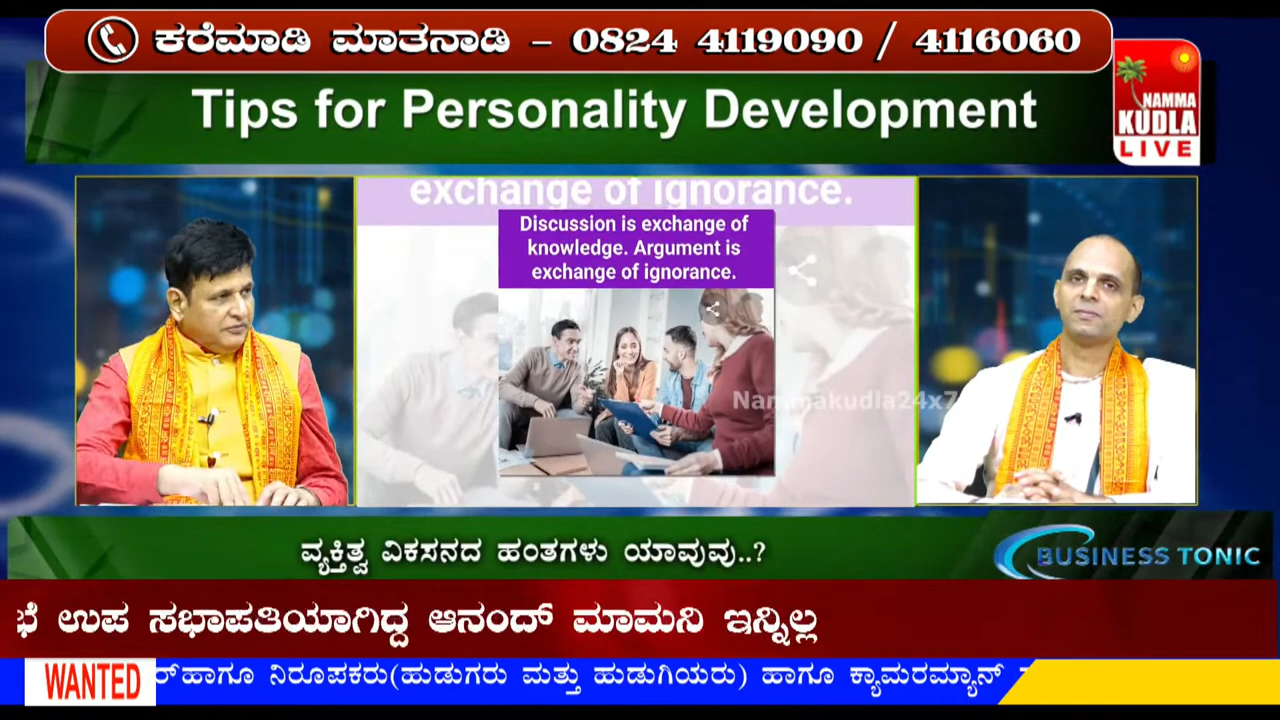 ಕರೆಮಾಡಿ ಮಾತನಾಡಿ – 0824 4119090 / 4116060
Tips for Personality Development
NAMMA
KUDLA
LIVE
exchange of ignorance.
Discussion is exchange of
knowledge. Argument is
exchange of ignorance.
Nammakudla24x7
ವ್ಯಕ್ತಿತ್ವ ವಿಕಸನದ ಹಂತಗಳು ಯಾವುವು..?
BUSINESS TONIC
ಉಪ ಸಭಾಪತಿಯಾಗಿದ್ದ ಆನಂದ್ ಮಾಮನಿ ಇನ್ನಿಲ್ಲ
WANTED
ಹಾಗೂ ನಿರೂಪಕರು(ಹುಡುಗರು ಮತ್ತು ಹುಡುಗಿಯರು) ಹಾಗೂ ಕ್ಯಾಮರಮ್ಯಾನ್